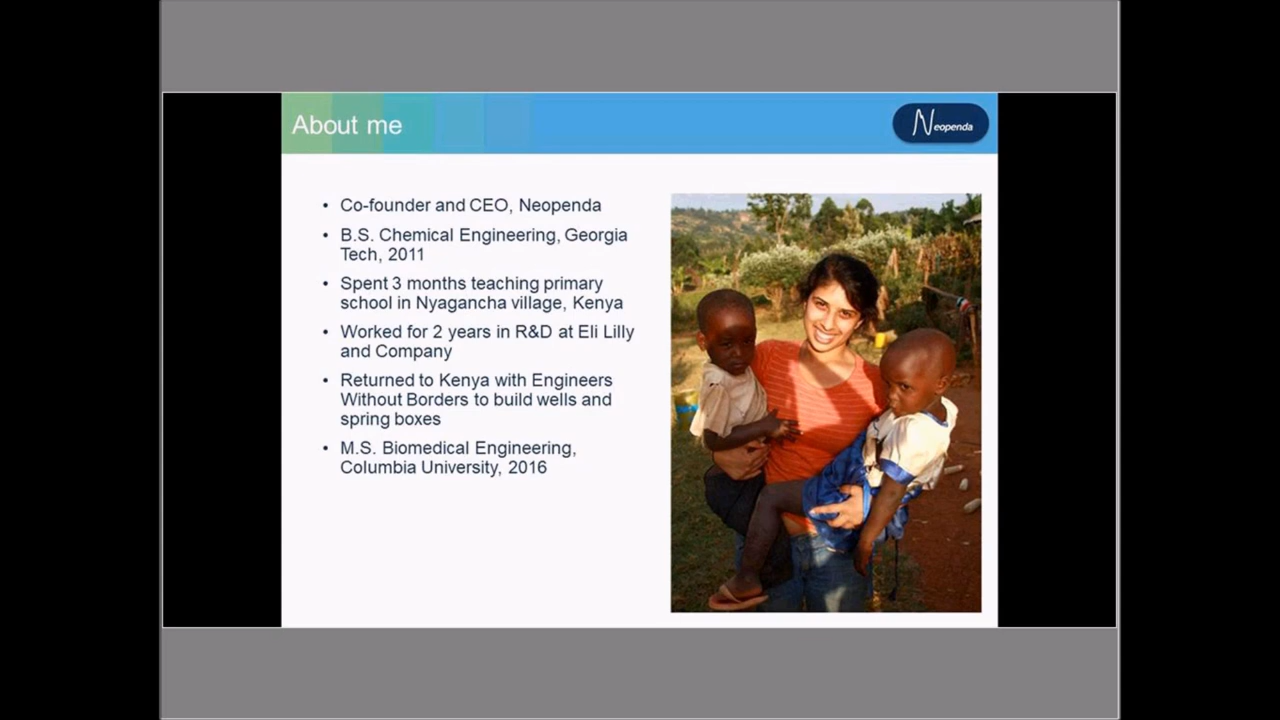 About me
Neopenda
• Co-founder and CEO, Neopenda
• B.S. Chemical Engineering, Georgia
Tech, 2011
• Spent 3 months teaching primary
school in Nyagancha village, Kenya
• Worked for 2 years in R&D at Eli Lilly
and Company
• Returned to Kenya with Engineers
Without Borders to build wells and
spring boxes
• M.S. Biomedical Engineering,
Columbia University, 2016